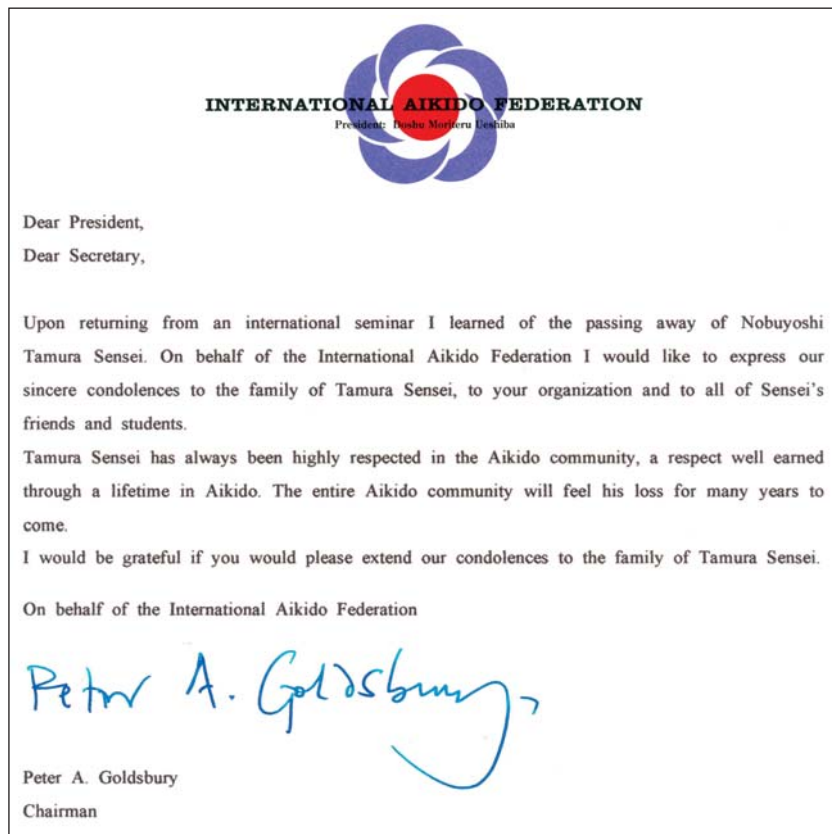 INTERNATIONAL AIKIDO FEDERATION
President: Doshu Moriteru Ueshiba
Dear President,
Dear Secretary,
Upon returning from an international seminar I learned of the passing away of Nobuyoshi
Tamura Sensei. On behalf of the International Aikido Federation I would like to express our
sincere condolences to the family of Tamura Sensei, to your organization and to all of Sensei's
friends and students.
Tamura Sensei has always been highly respected in the Aikido community, a respect well earned
through a lifetime in Aikido. The entire Aikido community will feel his loss for many years to
come.
I would be grateful if you would please extend our condolences to the family of Tamura Sensei.
On behalf of the International Aikido Federation
Peter A. Goldsbury
Peter A. Goldsbury
Chairman